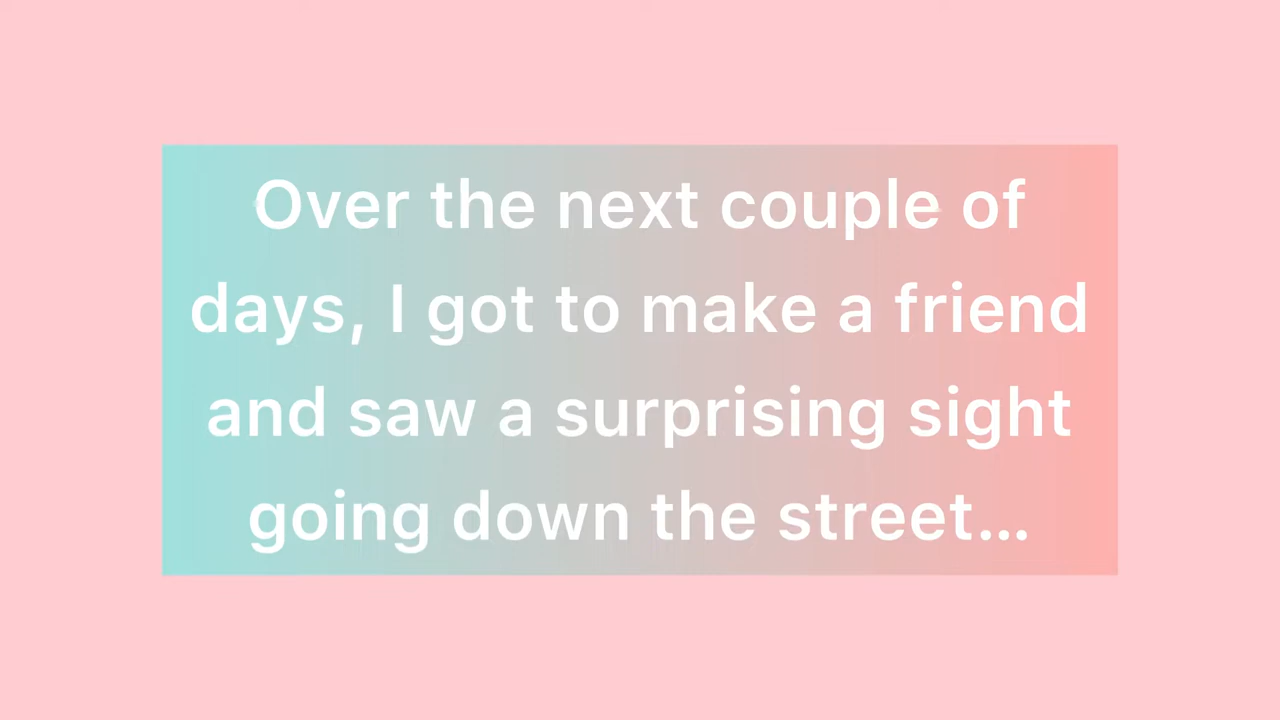 Over the next couple of
days, I got to make a friend
and saw a surprising sight
going down the street...